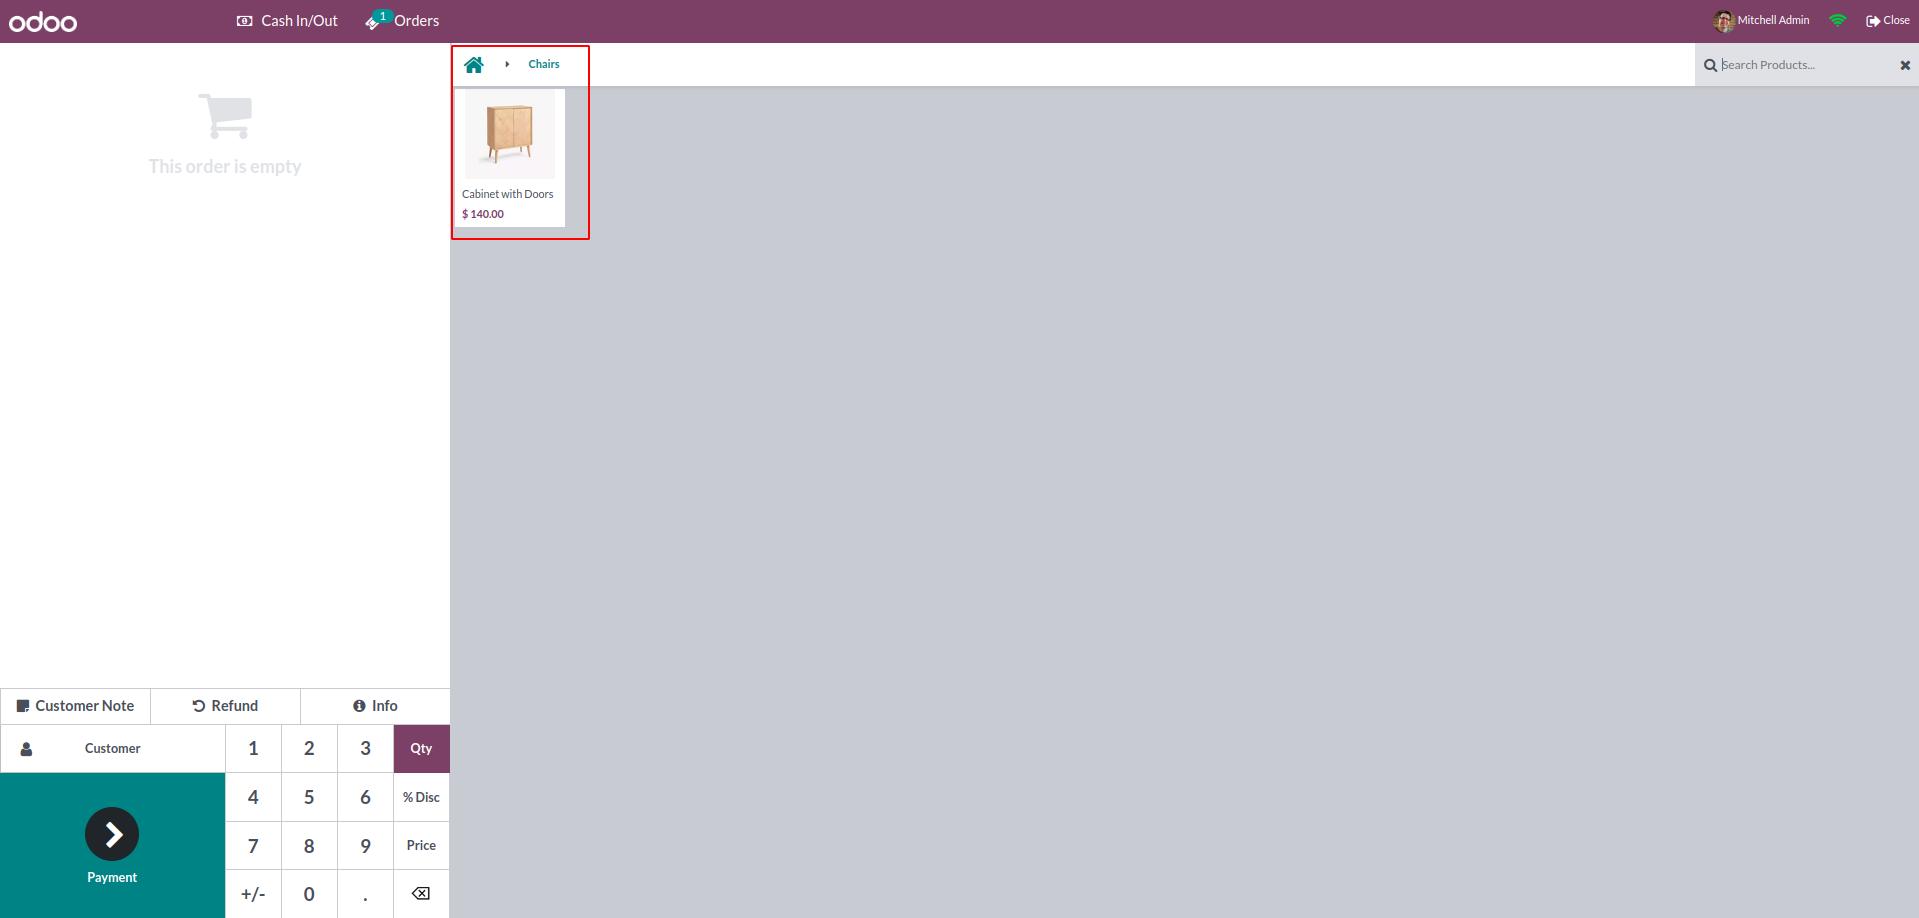 odoo
Cash In/Out
1
Orders
Mitchell Admin
Close
Chairs
Search Products...
This order is empty
Cabinet with Doors
$ 140.00
Customer Note
Refund
Info
Customer
1 2 3 Qty
4 5 6 % Disc
7 8 9 Price
Payment
+/- 0 .